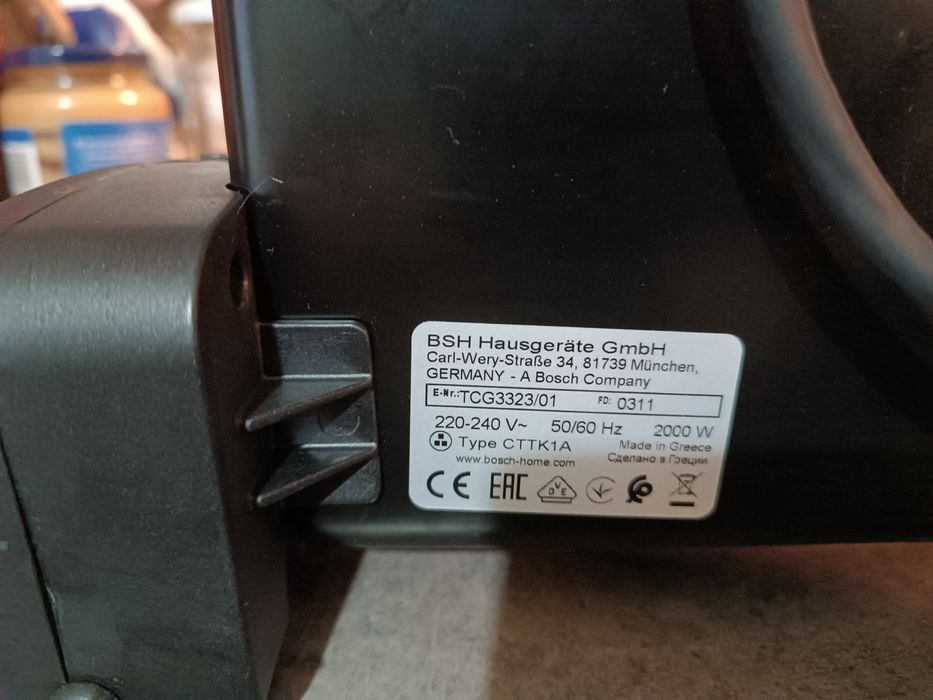 BSH Hausgeräte GmbH
Carl-Wery-Straße 34, 81739 München,
GERMANY - A Bosch Company
E-Nr.: TCG3323/01 FD: 0311
220-240 V~ 50/60 Hz 2000 W
Type CTTK1A Made in Greece
www.bosch-home.com Сделано в Греции
CE EAC VDE